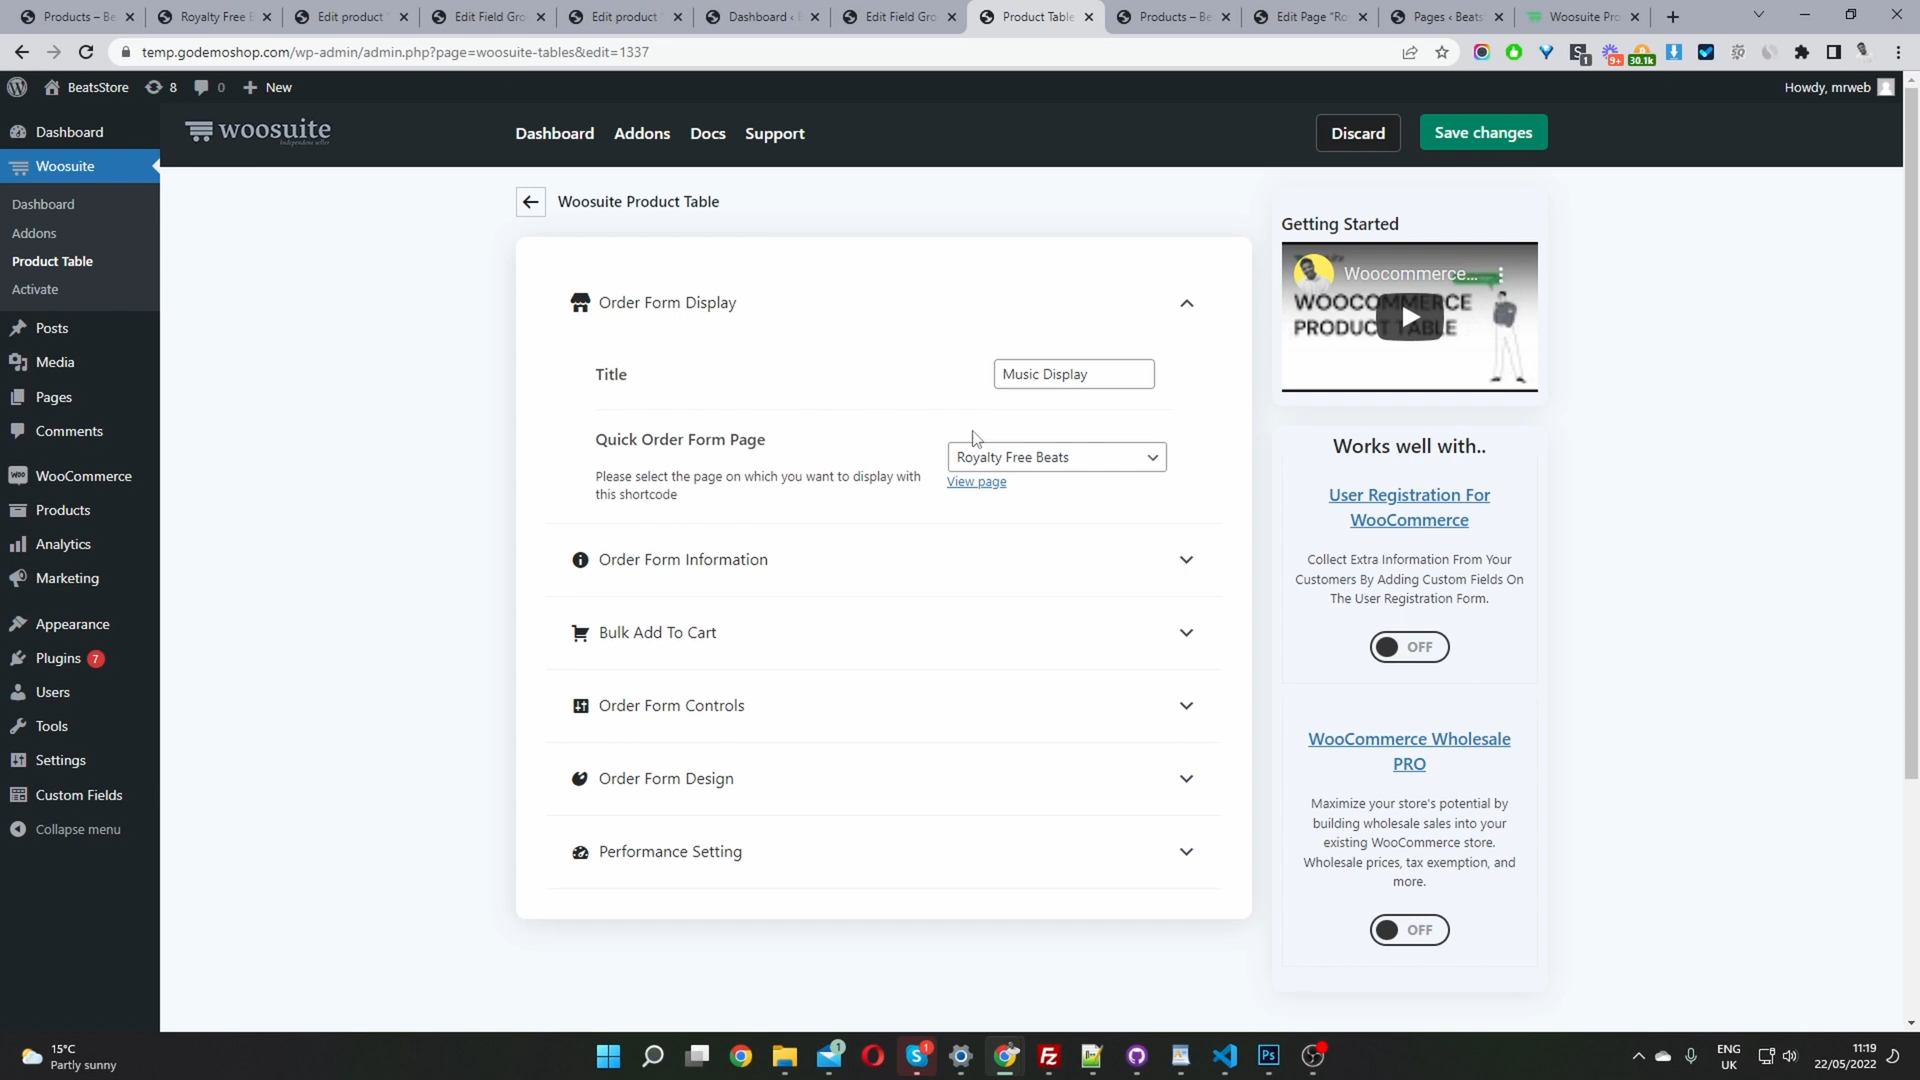 Products – Be
Royalty Free B
Edit product "
Edit Field Gro
Edit product "
Dashboard ‹ B
Edit Field Gro
Product Table
Products – Be
Edit Page "Ro
Pages ‹ Beats
Woosuite Pro
temp.godemoshop.com/wp-admin/admin.php?page=woosuite-tables&edit=1337
1
9+
30.1k
BeatsStore
8
0
New
Howdy, mrweb
Dashboard
Woosuite
Dashboard
Addons
Product Table
Activate
Posts
Media
Pages
Comments
WooCommerce
Products
Analytics
Marketing
Appearance
Plugins 7
Users
Tools
Settings
Custom Fields
Collapse menu
woosuite
Dashboard
Addons
Docs
Support
Discard
Save changes
Woosuite Product Table
Order Form Display
Title
Music Display
Quick Order Form Page
Please select the page on which you want to display with
this shortcode
Royalty Free Beats
View page
Order Form Information
Bulk Add To Cart
Order Form Controls
Order Form Design
Performance Setting
Getting Started
Woocommerce...
WOOCOMMERCE
PRODUCT TABLE
Works well with..
User Registration For
WooCommerce
Collect Extra Information From Your
Customers By Adding Custom Fields On
The User Registration Form.
OFF
WooCommerce Wholesale
PRO
Maximize your store's potential by
building wholesale sales into your
existing WooCommerce store.
Wholesale prices, tax exemption, and
more.
OFF
15°C
Partly sunny
1
1
ENG
UK
11:19
22/05/2022